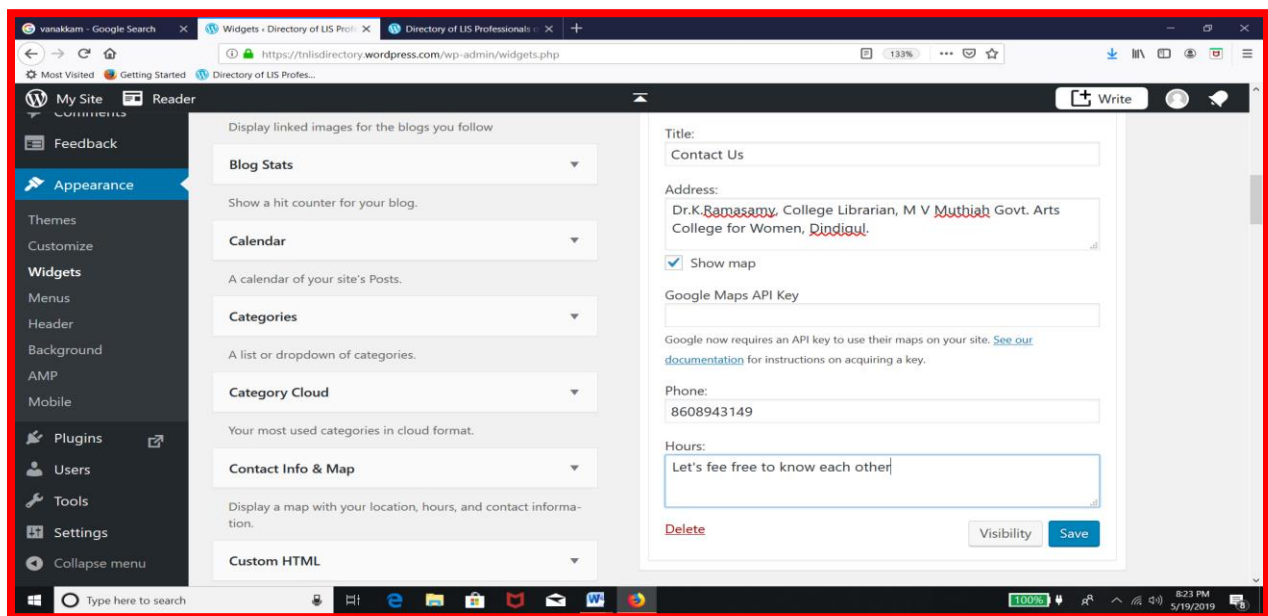 vanakkam - Google Search
Widgets ‹ Directory of LIS Profe
Directory of LIS Professionals o
https://tnlisdirectory.wordpress.com/wp-admin/widgets.php
133%
Most Visited Getting Started Directory of LIS Profes...
My Site Reader
Write
Comments
Feedback
Appearance
Themes
Customize
Widgets
Menus
Header
Background
AMP
Mobile
Plugins
Users
Tools
Settings
Collapse menu
Display linked images for the blogs you follow
Blog Stats
Show a hit counter for your blog.
Calendar
A calendar of your site's Posts.
Categories
A list or dropdown of categories.
Category Cloud
Your most used categories in cloud format.
Contact Info & Map
Display a map with your location, hours, and contact informa-
tion.
Custom HTML
Title:
Contact Us
Address:
Dr.K.Ramasamy, College Librarian, M V Muthiah Govt. Arts
College for Women, Dindigul.
Show map
Google Maps API Key
Google now requires an API key to use their maps on your site. See our
documentation for instructions on acquiring a key.
Phone:
8608943149
Hours:
Let's fee free to know each other
Delete
Visibility
Save
Type here to search
100%
8:23 PM
5/19/2019
8